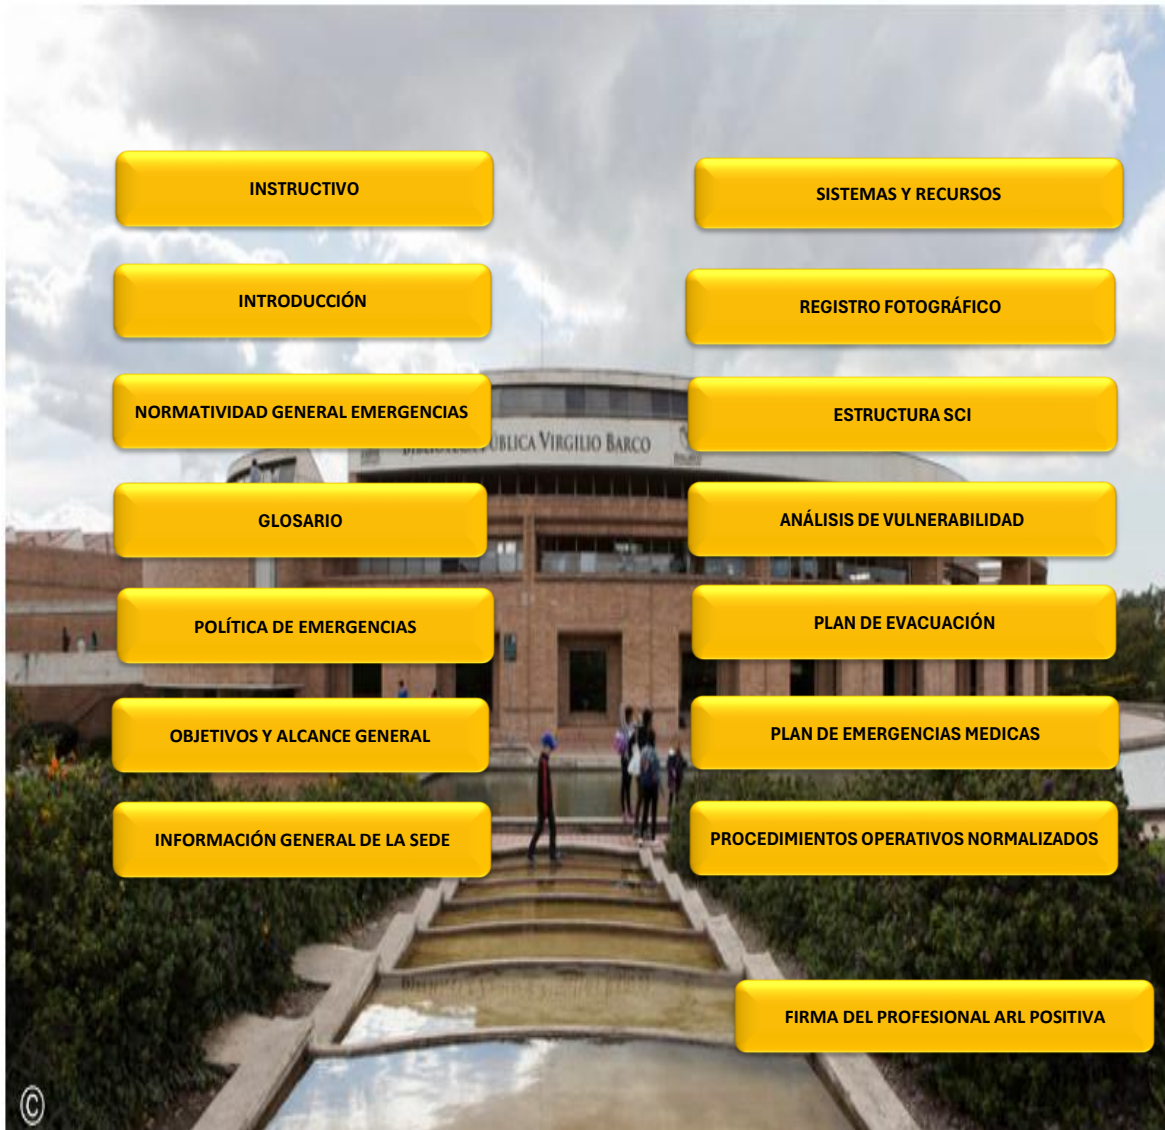 INSTRUCTIVO
INTRODUCCIÓN
NORMATIVIDAD GENERAL EMERGENCIAS
GLOSARIO
POLÍTICA DE EMERGENCIAS
OBJETIVOS Y ALCANCE GENERAL
INFORMACIÓN GENERAL DE LA SEDE
SISTEMAS Y RECURSOS
REGISTRO FOTOGRÁFICO
ESTRUCTURA SCI
ANÁLISIS DE VULNERABILIDAD
PLAN DE EVACUACIÓN
PLAN DE EMERGENCIAS MEDICAS
PROCEDIMIENTOS OPERATIVOS NORMALIZADOS
FIRMA DEL PROFESIONAL ARL POSITIVA
VIRGILIO BARCO
©